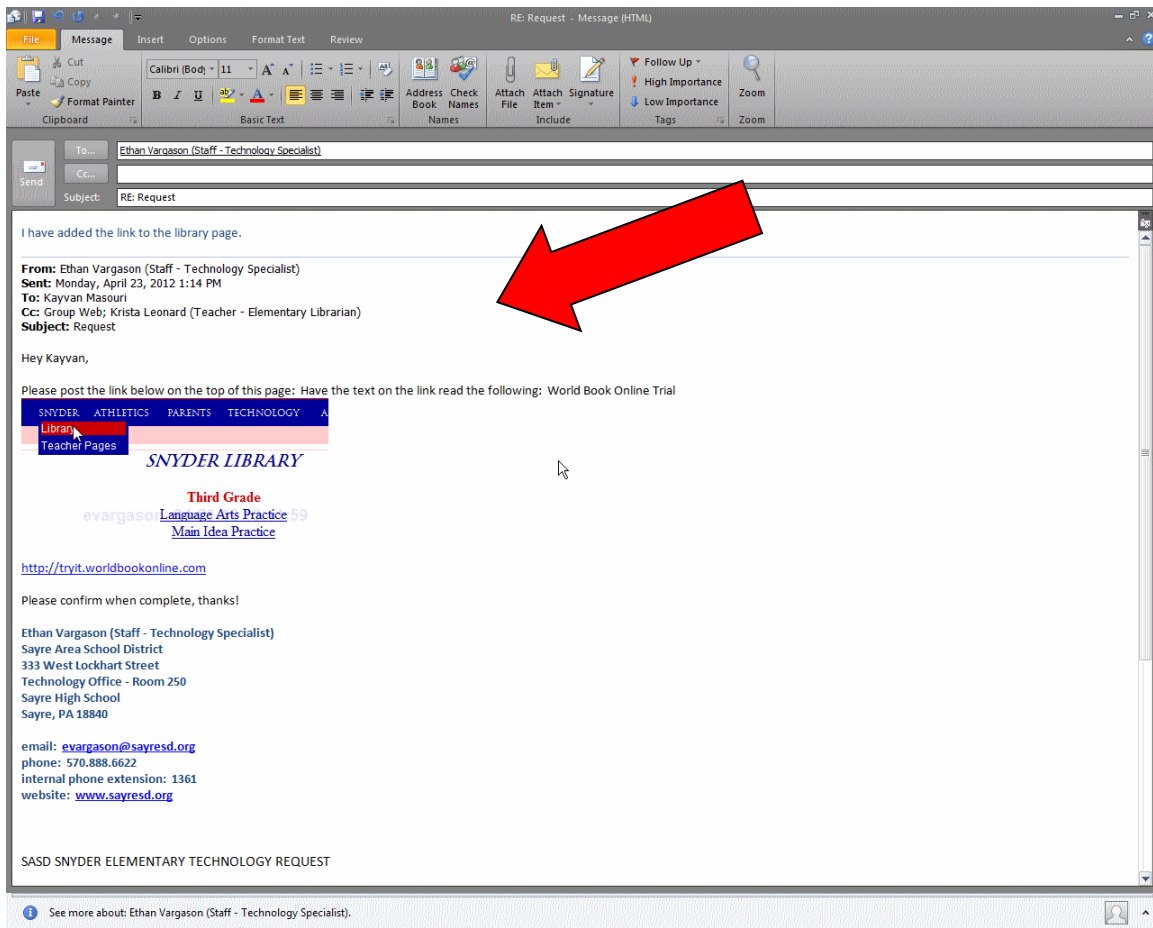 RE: Request - Message (HTML)
File Message Insert Options Format Text Review
Paste
Cut
Copy
Format Painter
Clipboard
Calibri (Body 11
B I U
Basic Text
Address Book
Check Names
Names
Attach File
Attach Item
Signature
Include
Follow Up
High Importance
Low Importance
Tags
Zoom
Zoom
Send
To... Ethan Vargason (Staff - Technology Specialist)
Cc...
Subject: RE: Request
I have added the link to the library page.
From: Ethan Vargason (Staff - Technology Specialist)
Sent: Monday, April 23, 2012 1:14 PM
To: Kayvan Masouri
Cc: Group Web; Krista Leonard (Teacher - Elementary Librarian)
Subject: Request
Hey Kayvan,
Please post the link below on the top of this page: Have the text on the link read the following: World Book Online Trial
SNYDER ATHLETICS PARENTS TECHNOLOGY A
Library
Teacher Pages
SNYDER LIBRARY
Third Grade
Language Arts Practice
Main Idea Practice
http://tryit.worldbookonline.com
Please confirm when complete, thanks!
Ethan Vargason (Staff - Technology Specialist)
Sayre Area School District
333 West Lockhart Street
Technology Office - Room 250
Sayre High School
Sayre, PA 18840
email: evargason@sayresd.org
phone: 570.888.6622
internal phone extension: 1361
website: www.sayresd.org
SASD SNYDER ELEMENTARY TECHNOLOGY REQUEST
See more about: Ethan Vargason (Staff - Technology Specialist).